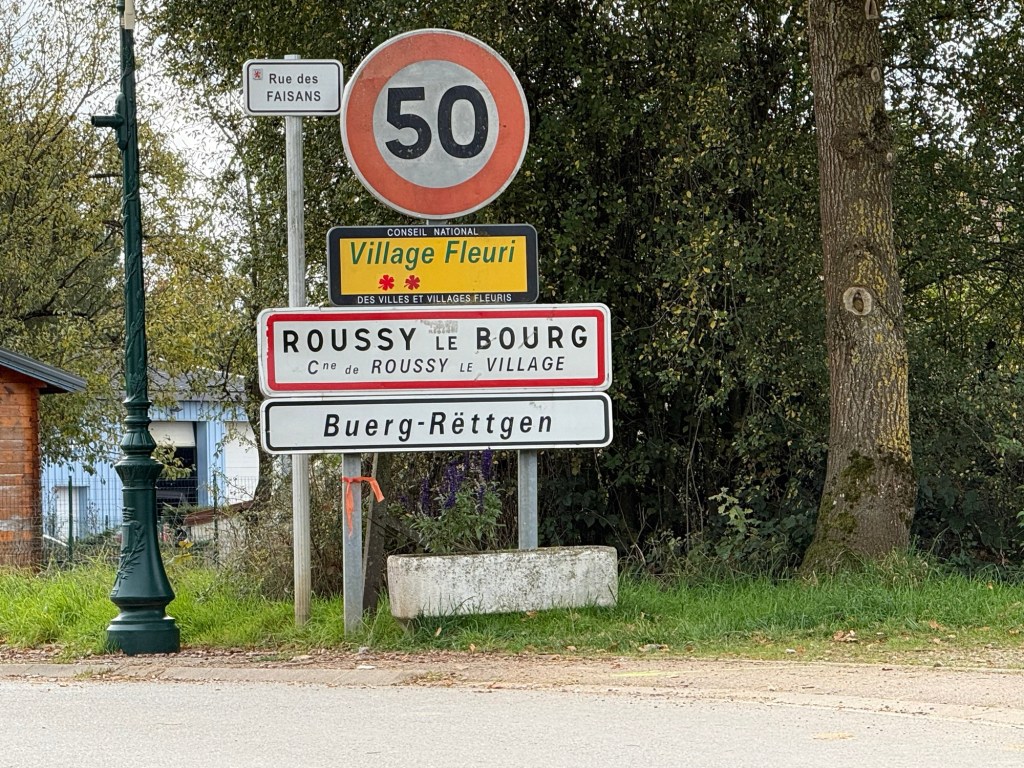 Rue des
FAISANS
50
CONSEIL NATIONAL
Village Fleuri
DES VILLES ET VILLAGES FLEURIS
ROUSSY LE BOURG
Cne de ROUSSY LE VILLAGE
Buerg-Rëttgen